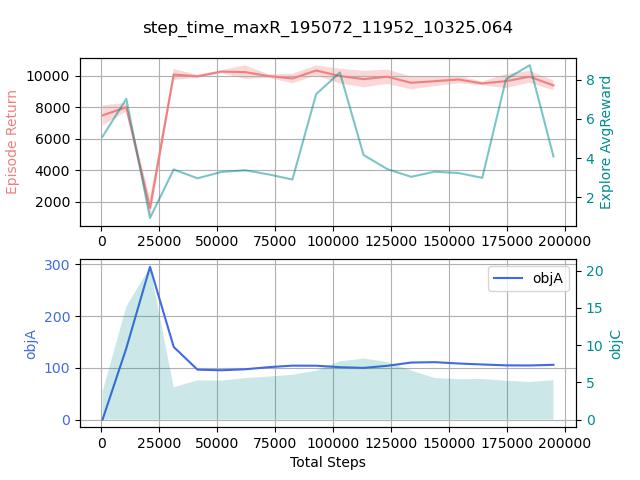 step_time_maxR_195072_11952_10325.064
10000
8000
6000
4000
2000
Episode Return
8
6
4
2
Explore AvgReward
0 25000 50000 75000 100000 125000 150000 175000 200000
300
200
100
0
objA
objA
20
15
10
5
0
objC
0 25000 50000 75000 100000 125000 150000 175000 200000
Total Steps